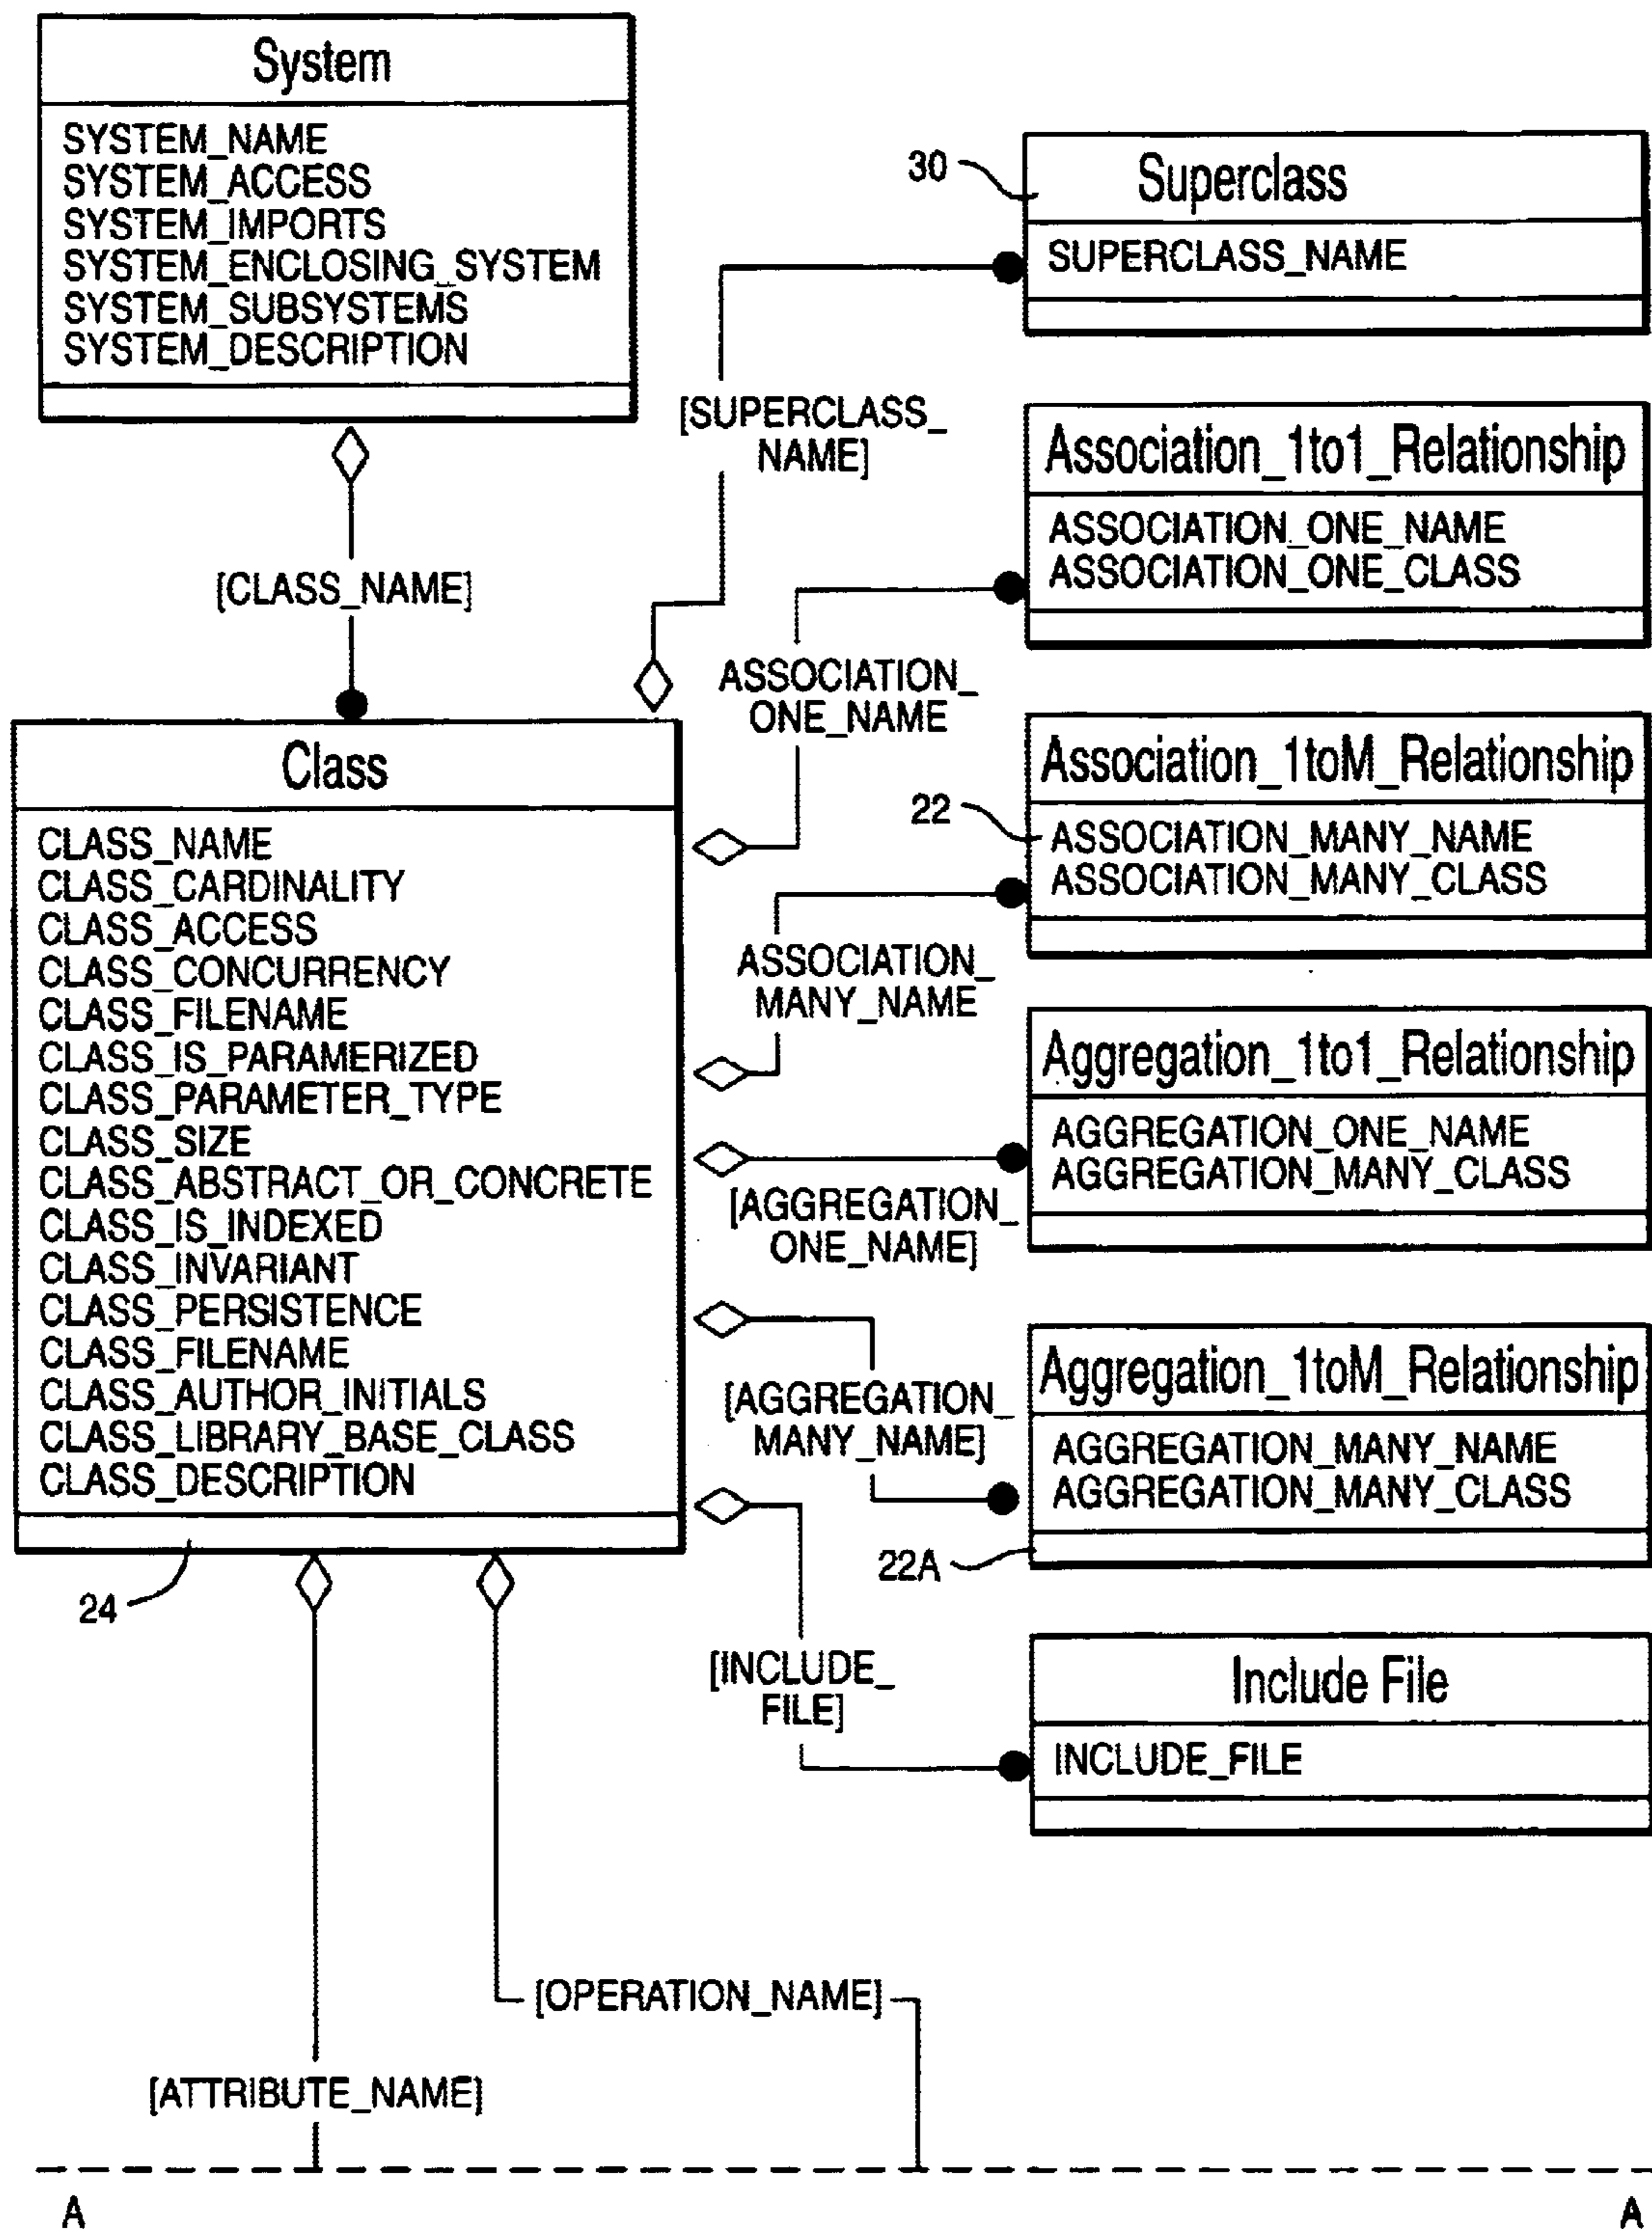 System
SYSTEM_NAME
SYSTEM_ACCESS
SYSTEM_IMPORTS
SYSTEM_ENCLOSING_SYSTEM
SYSTEM_SUBSYSTEMS
SYSTEM_DESCRIPTION
[CLASS_NAME]
30
Superclass
SUPERCLASS_NAME
[SUPERCLASS_
NAME]
Association_1to1_Relationship
ASSOCIATION_ONE_NAME
ASSOCIATION_ONE_CLASS
ASSOCIATION_
ONE_NAME
Class
CLASS_NAME
CLASS_CARDINALITY
CLASS_ACCESS
CLASS_CONCURRENCY
CLASS_FILENAME
CLASS_IS_PARAMERIZED
CLASS_PARAMETER_TYPE
CLASS_SIZE
CLASS_ABSTRACT_OR_CONCRETE
CLASS_IS_INDEXED
CLASS_INVARIANT
CLASS_PERSISTENCE
CLASS_FILENAME
CLASS_AUTHOR_INITIALS
CLASS_LIBRARY_BASE_CLASS
CLASS_DESCRIPTION
24
Association_1toM_Relationship
22
ASSOCIATION_MANY_NAME
ASSOCIATION_MANY_CLASS
ASSOCIATION_
MANY_NAME
Aggregation_1to1_Relationship
AGGREGATION_ONE_NAME
AGGREGATION_MANY_CLASS
[AGGREGATION_
ONE_NAME]
Aggregation_1toM_Relationship
AGGREGATION_MANY_NAME
AGGREGATION_MANY_CLASS
[AGGREGATION_
MANY_NAME]
22A
Include File
INCLUDE_FILE
[INCLUDE_
FILE]
[OPERATION_NAME]
[ATTRIBUTE_NAME]
A
A